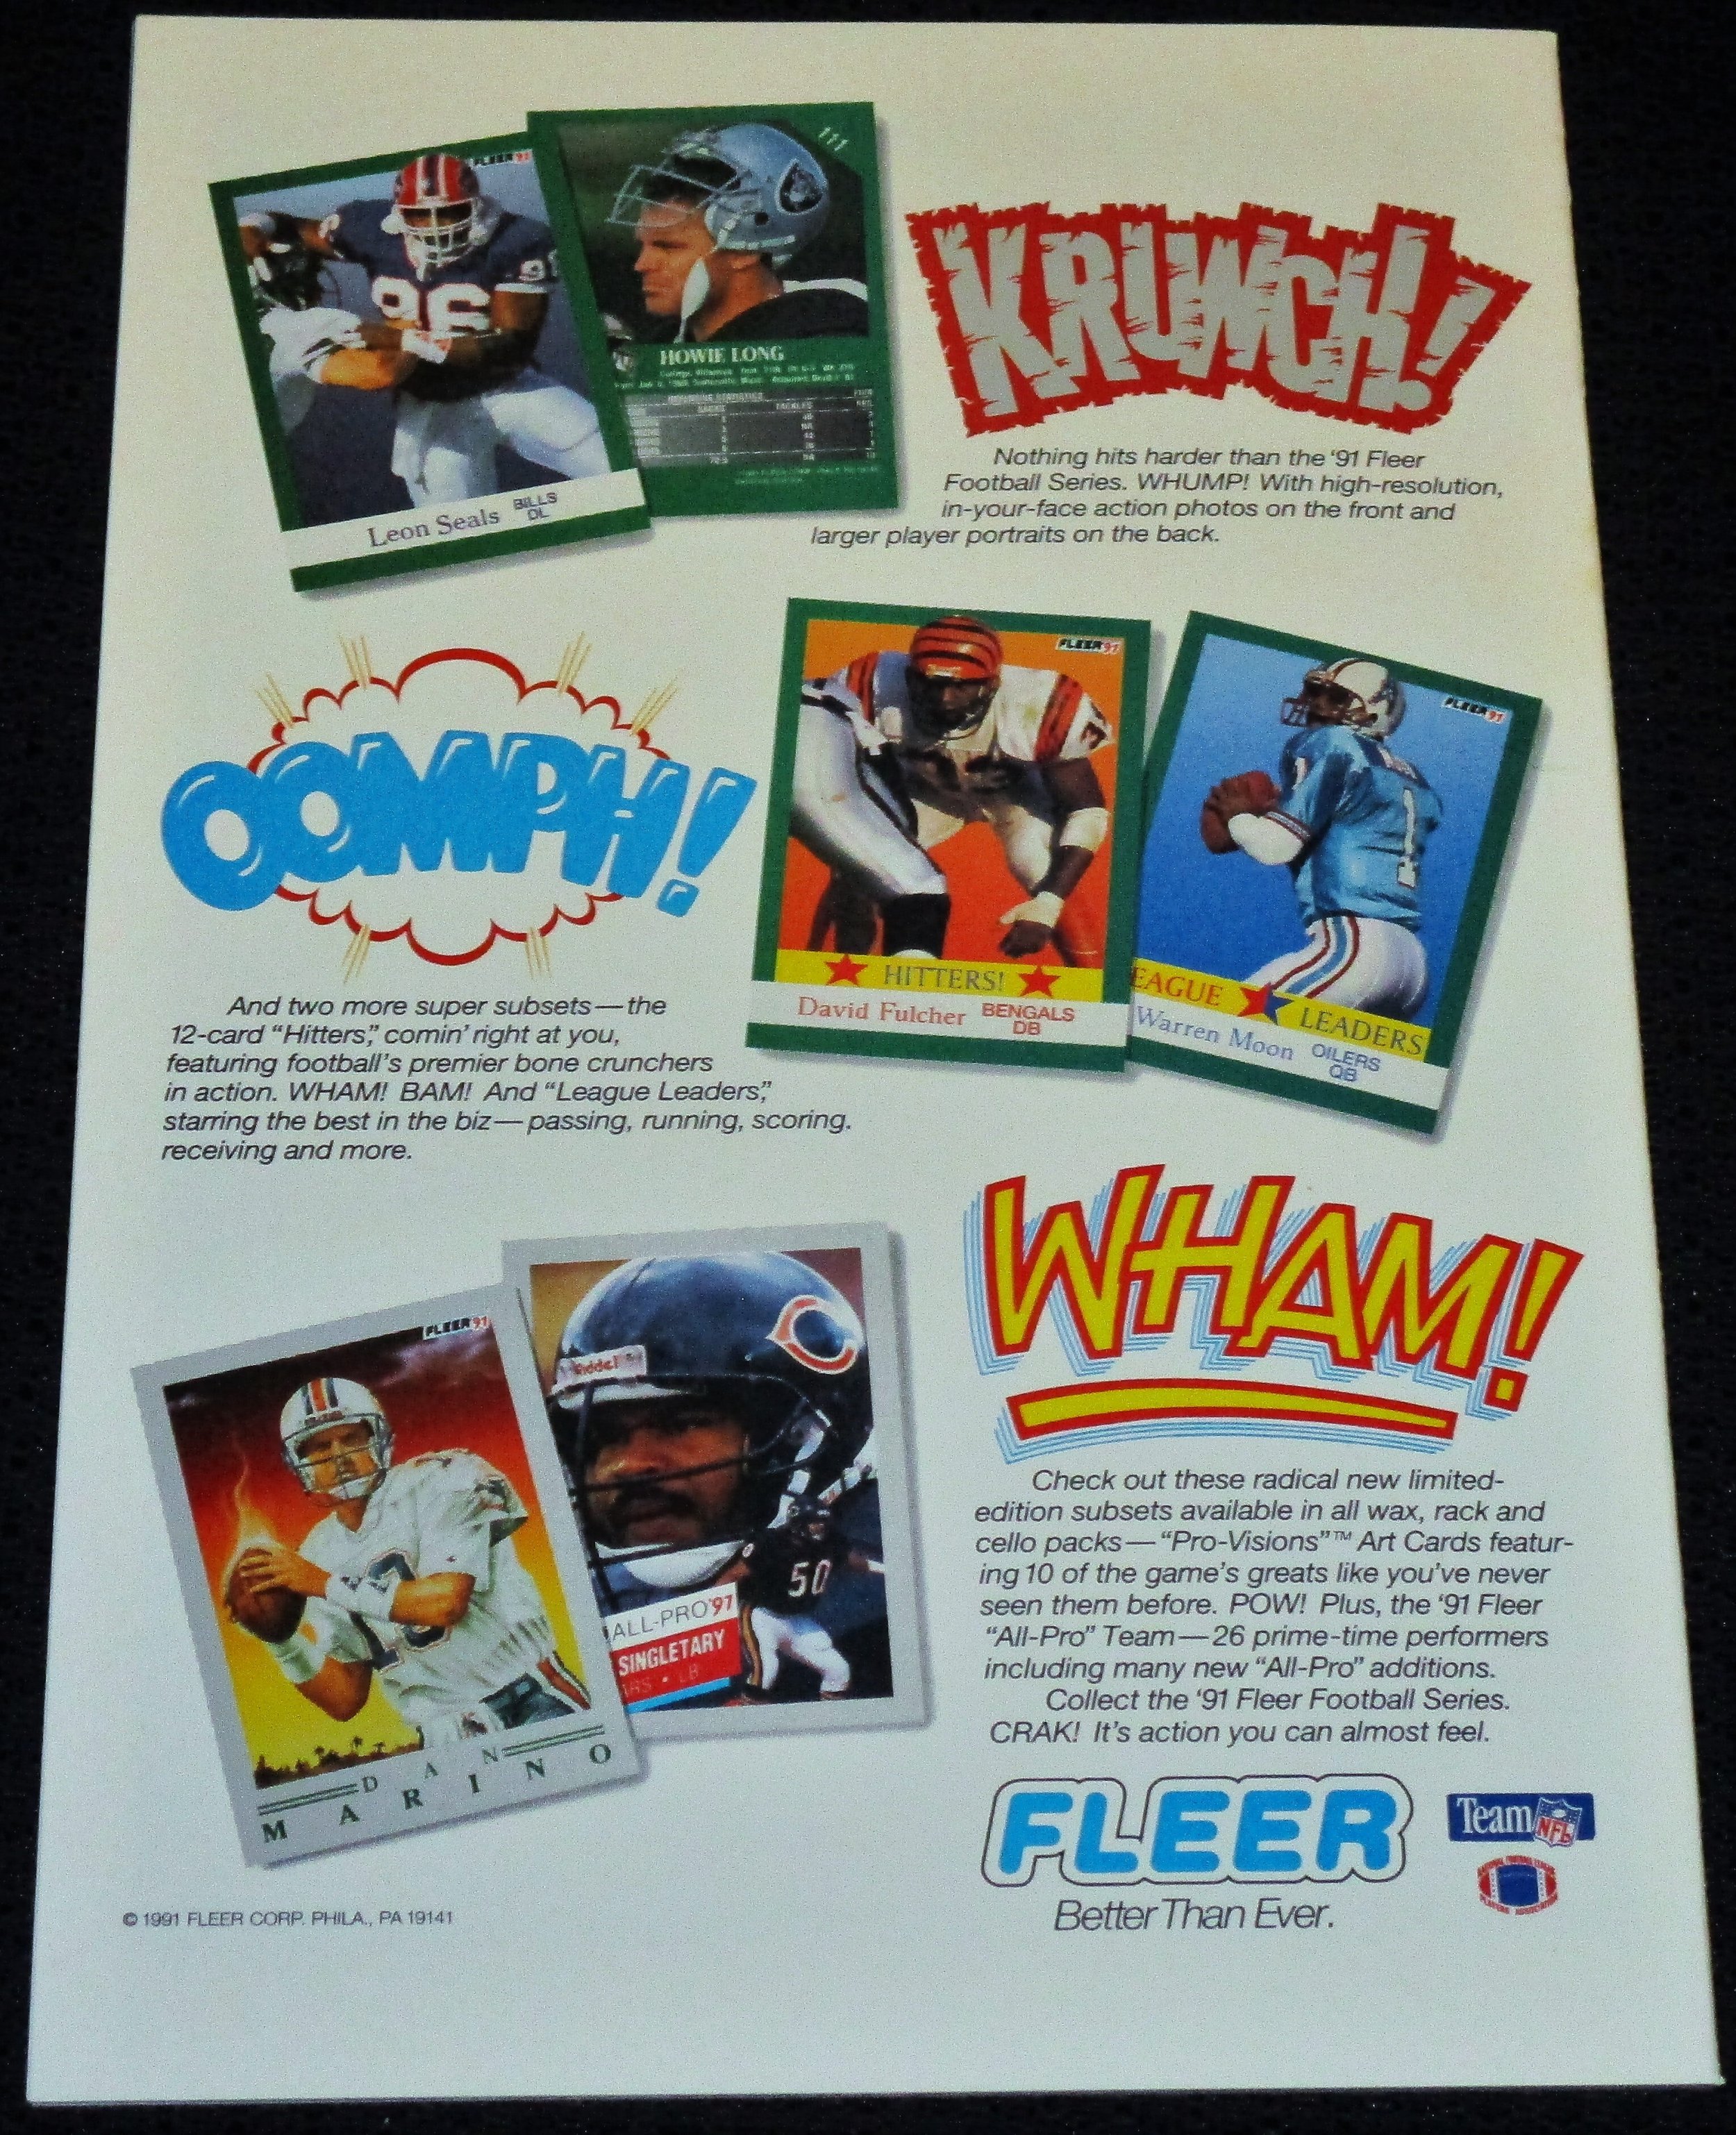 FLEER 91
96
96
Leon Seals BILLS
DL
111
HOWIE LONG
SACKS TACKLES
KRUNCH!
Nothing hits harder than the '91 Fleer
Football Series. WHUMP! With high-resolution,
in-your-face action photos on the front and
larger player portraits on the back.
OOMPH!
And two more super subsets—the
12-card “Hitters,” comin’ right at you,
featuring football’s premier bone crunchers
in action. WHAM! BAM! And “League Leaders,”
starring the best in the biz—passing, running, scoring,
receiving and more.
FLEER 91
HITTERS!
David Fulcher BENGALS
DB
FLEER 91
1
1
EAGUE LEADERS
Warren Moon OILERS
QB
WHAM!
Check out these radical new limited-
edition subsets available in all wax, rack and
cello packs—“Pro-Visions”™ Art Cards featur-
ing 10 of the game’s greats like you’ve never
seen them before. POW! Plus, the ‘91 Fleer
“All-Pro” Team—26 prime-time performers
including many new “All-Pro” additions.
Collect the ‘91 Fleer Football Series.
CRAK! It’s action you can almost feel.
FLEER 91
DAN
MARINO
Riddell
C
50
ALL-PRO '91
SINGLETARY
ARS • LB
FLEER
Better Than Ever.
Team NFL
© 1991 FLEER CORP. PHILA., PA 19141